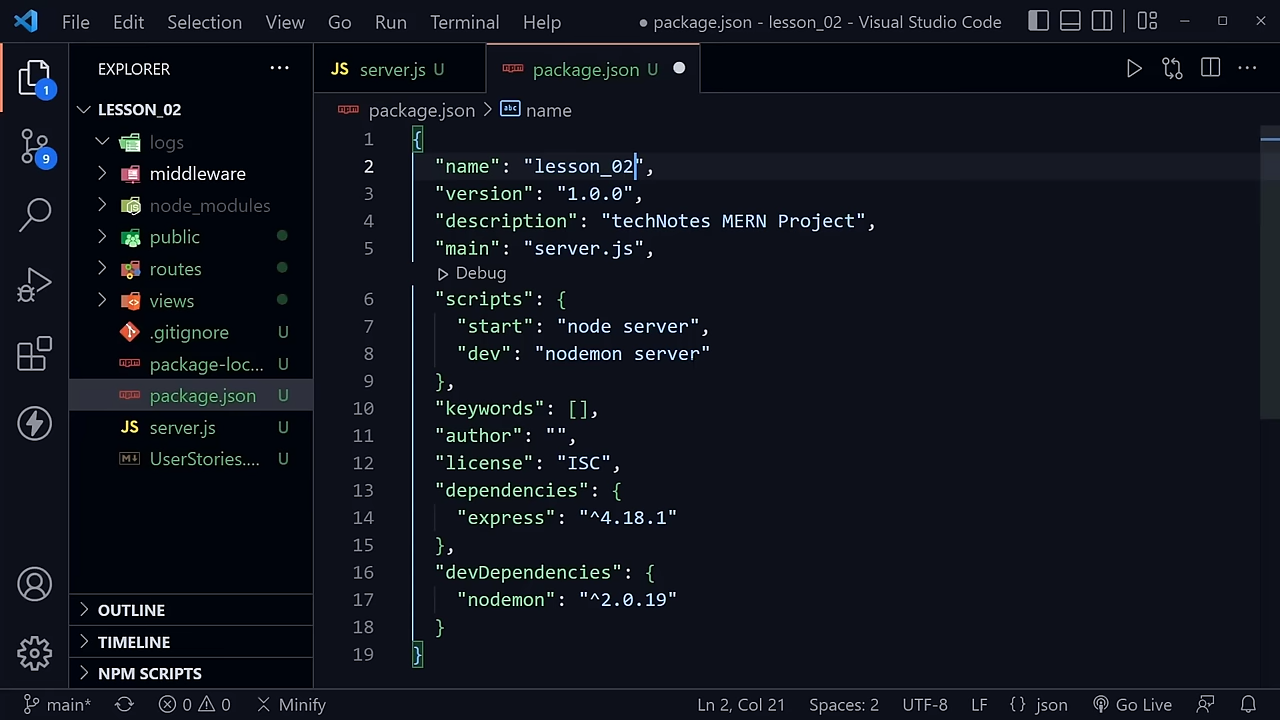 File Edit Selection View Go Run Terminal Help ● package.json - lesson_02 - Visual Studio Code
EXPLORER ···
JS server.js U
package.json U ●
1
LESSON_02
package.json > abc name
logs
9
middleware
node_modules
public
routes
views
.gitignore U
package-loc... U
package.json U
JS server.js U
UserStories.... U
OUTLINE
TIMELINE
NPM SCRIPTS
1 {
2 "name": "lesson_02",
3 "version": "1.0.0",
4 "description": "techNotes MERN Project",
5 "main": "server.js",
Debug
6 "scripts": {
7 "start": "node server",
8 "dev": "nodemon server"
9 },
10 "keywords": [],
11 "author": "",
12 "license": "ISC",
13 "dependencies": {
14 "express": "^4.18.1"
15 },
16 "devDependencies": {
17 "nodemon": "^2.0.19"
18 }
19 }
main* 0 0 Minify Ln 2, Col 21 Spaces: 2 UTF-8 LF {} json Go Live